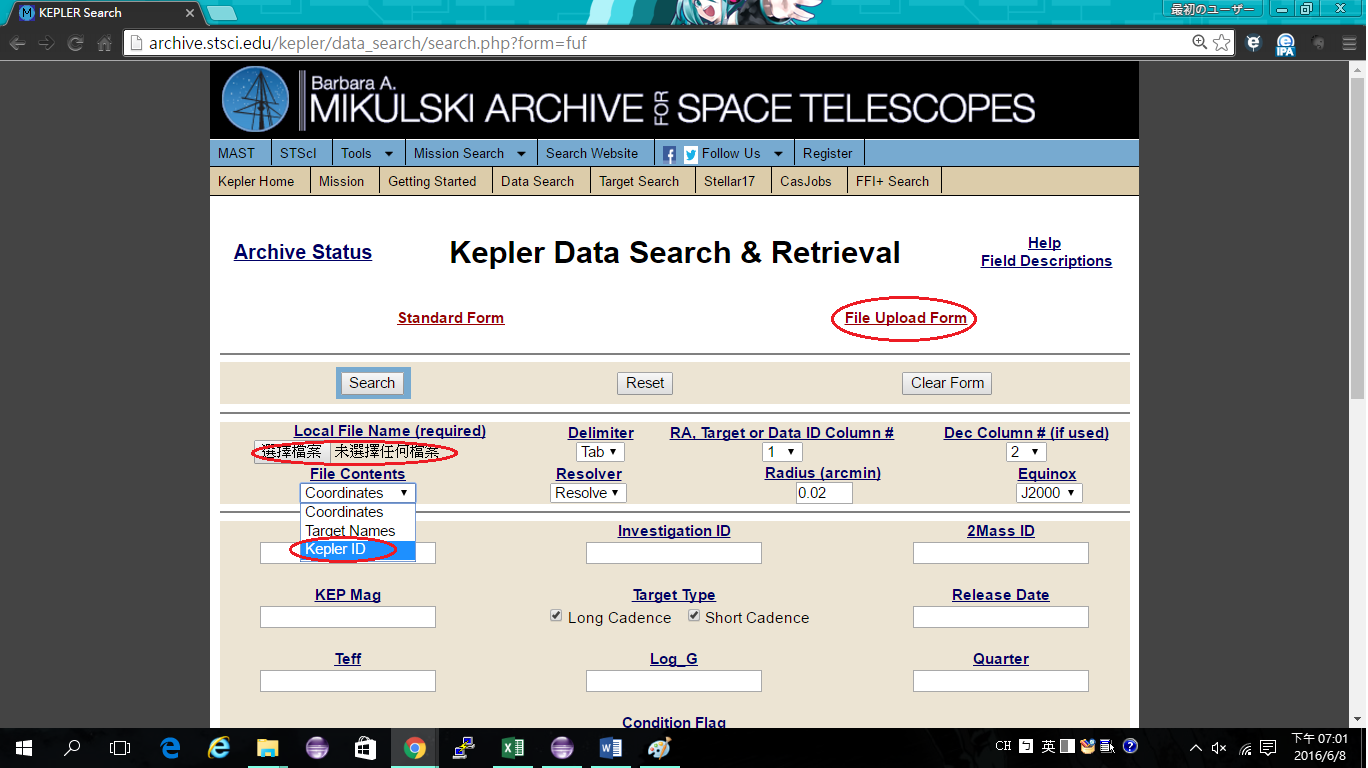 KEPLER Search
最初のユーザー
archive.stsci.edu/kepler/data_search/search.php?form=fuf
IPA
Barbara A.
MIKULSKI ARCHIVE FOR SPACE TELESCOPES
MAST STScI Tools Mission Search Search Website Follow Us Register
Kepler Home Mission Getting Started Data Search Target Search Stellar17 CasJobs FFI+ Search
Archive Status
Kepler Data Search & Retrieval
Help
Field Descriptions
Standard Form
File Upload Form
Search Reset Clear Form
Local File Name (required) Delimiter RA, Target or Data ID Column # Dec Column # (if used)
選擇檔案 未選擇任何檔案 Tab 1 2
File Contents Resolver Radius (arcmin) Equinox
Coordinates Resolve 0.02 J2000
Coordinates
Target Names
Kepler ID
Investigation ID 2Mass ID
KEP Mag Target Type Release Date
Long Cadence Short Cadence
Teff Log_G Quarter
Condition Flag
CH 英
下午 07:01
2016/6/8